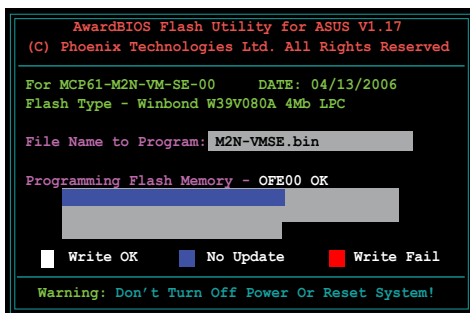 AwardBIOS Flash Utility for ASUS V1.17
(C) Phoenix Technologies Ltd. All Rights Reserved
For MCP61-M2N-VM-SE-00 DATE: 04/13/2006
Flash Type - Winbond W39V080A 4Mb LPC
File Name to Program: M2N-VMSE.bin
Programming Flash Memory - OFE00 OK
Write OK No Update Write Fail
Warning: Don't Turn Off Power Or Reset System!